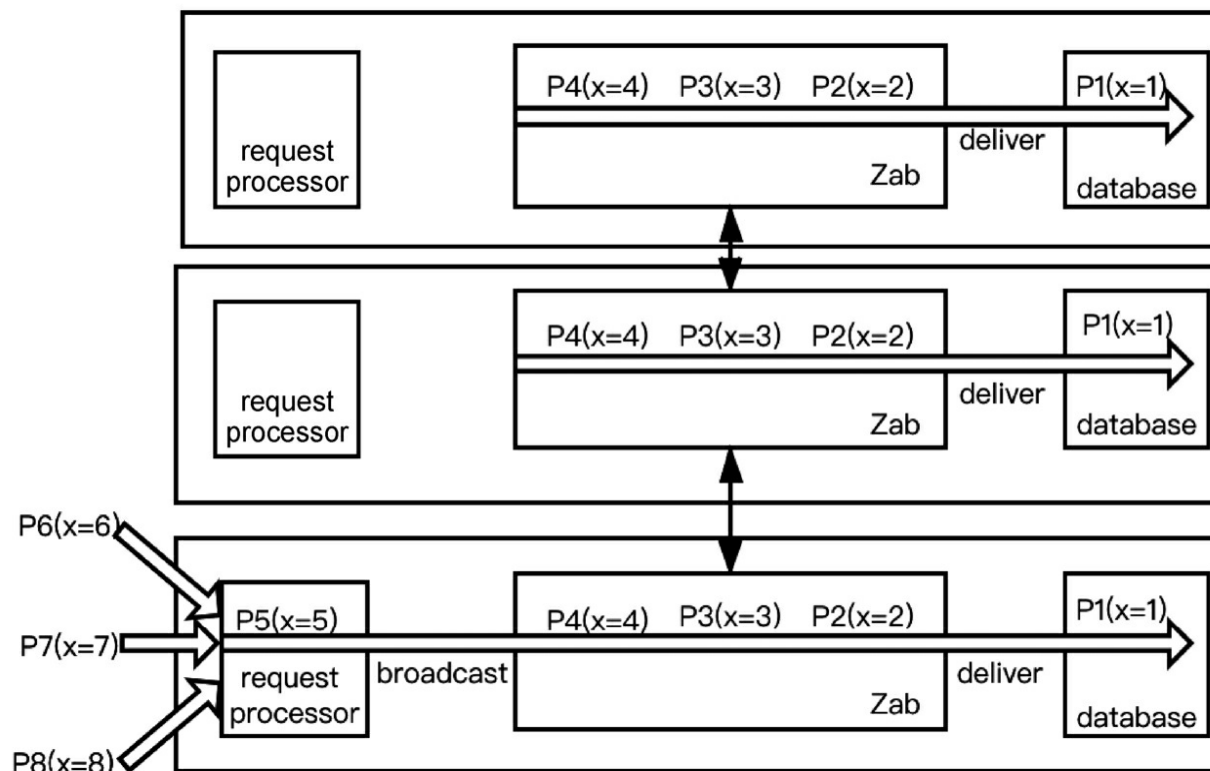 P4(x=4) P3(x=3) P2(x=2)
P1(x=1)
deliver
request
processor
Zab
database
P4(x=4) P3(x=3) P2(x=2)
P1(x=1)
deliver
request
processor
Zab
database
P6(x=6)
P7(x=7)
P8(x=8)
P5(x=5)
request
processor
broadcast
P4(x=4) P3(x=3) P2(x=2)
Zab
deliver
P1(x=1)
database